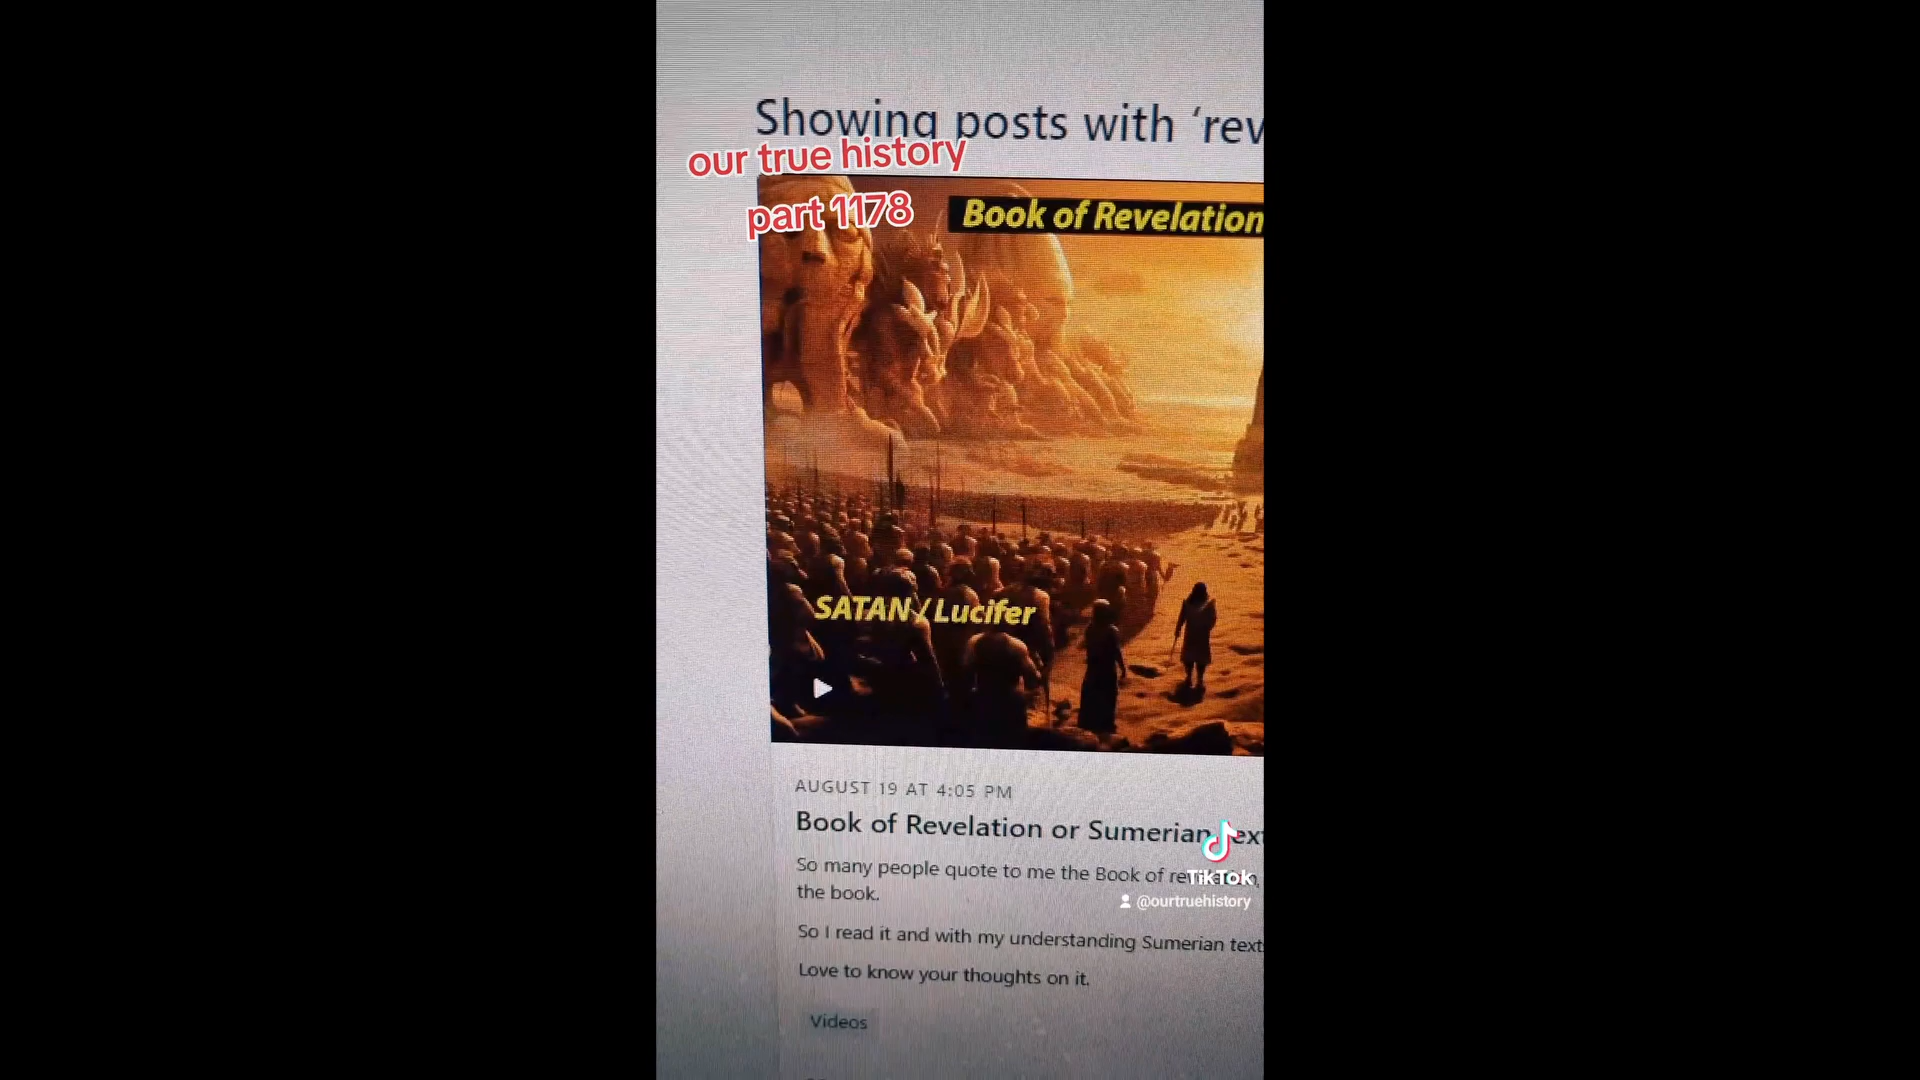 Showing posts with ‘rev
our true history
part 1178
Book of Revelation
SATAN / Lucifer
AUGUST 19 AT 4:05 PM
Book of Revelation or Sumerian
So many people quote to me the Book of
the book.
So I read it and with my understanding Sumerian text
Love to know your thoughts on it.
Videos
TikTok
@ourtruehistory